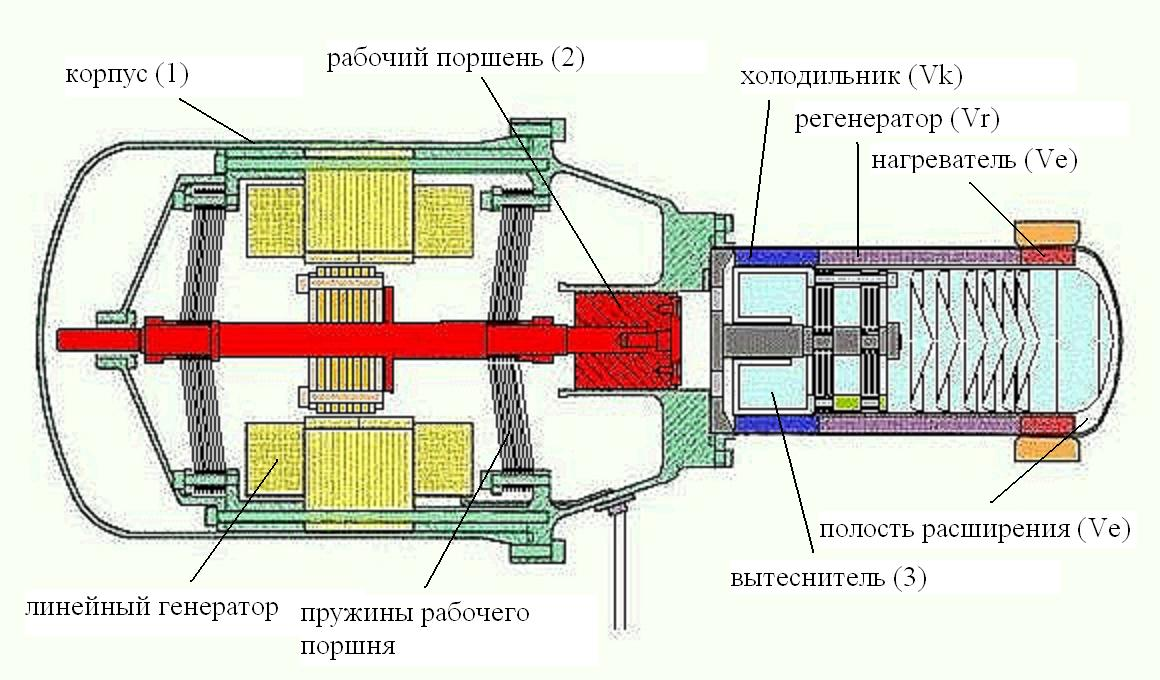 корпус (1)
рабочий поршень (2)
холодильник (Vk)
регенератор (Vr)
нагреватель (Ve)
полость расширения (Ve)
вытеснитель (3)
линейный генератор
пружины рабочего
поршня